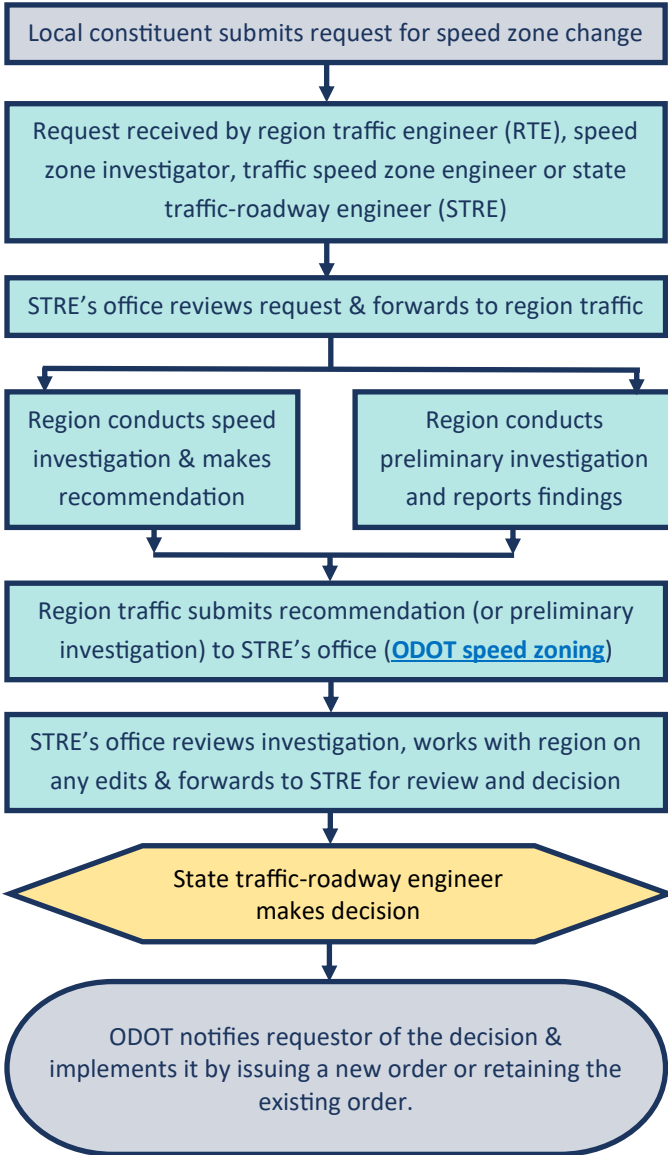 Local constituent submits request for speed zone change
Request received by region traffic engineer (RTE), speed
zone investigator, traffic speed zone engineer or state
traffic-roadway engineer (STRE)
STRE’s office reviews request & forwards to region traffic
Region conducts speed
investigation & makes
recommendation
Region conducts
preliminary investigation
and reports findings
Region traffic submits recommendation (or preliminary
investigation) to STRE’s office (ODOT speed zoning)
STRE’s office reviews investigation, works with region on
any edits & forwards to STRE for review and decision
State traffic-roadway engineer
makes decision
ODOT notifies requestor of the decision &
implements it by issuing a new order or retaining the
existing order.